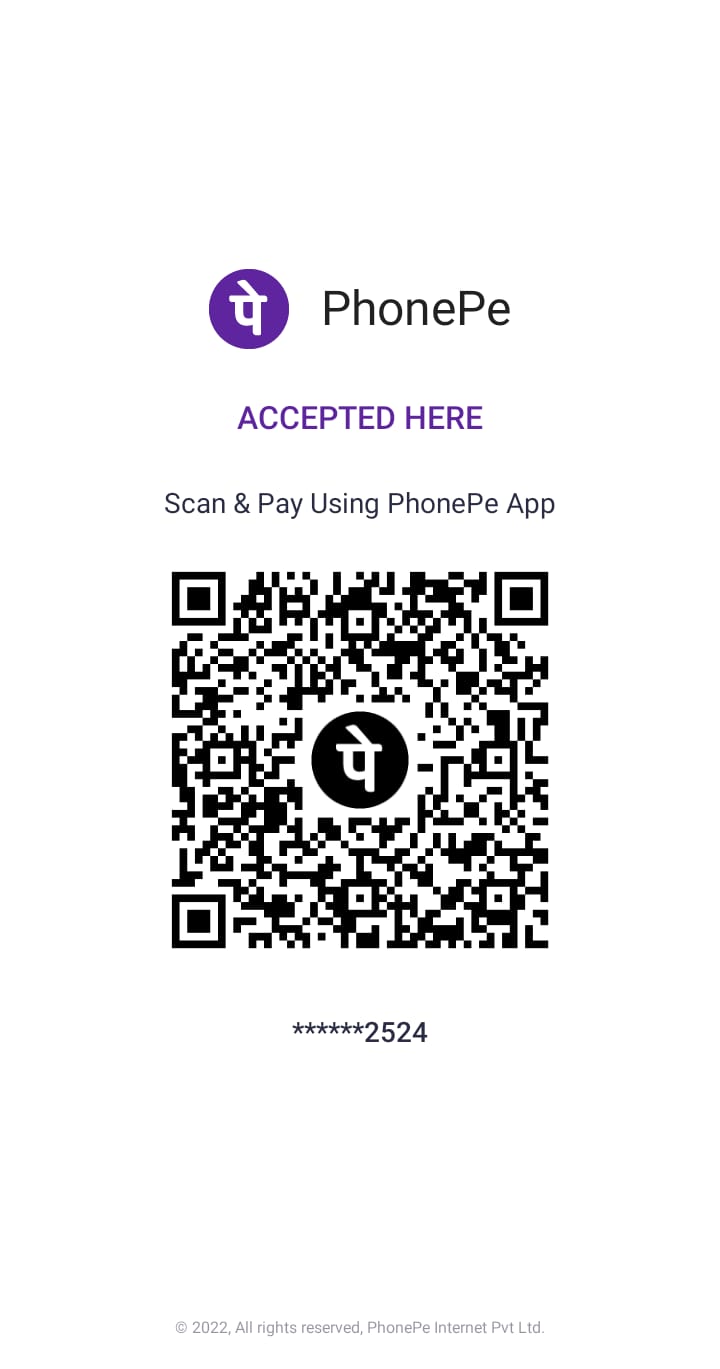 पे PhonePe
ACCEPTED HERE
Scan & Pay Using PhonePe App
पे
******2524
© 2022, All rights reserved, PhonePe Internet Pvt Ltd.